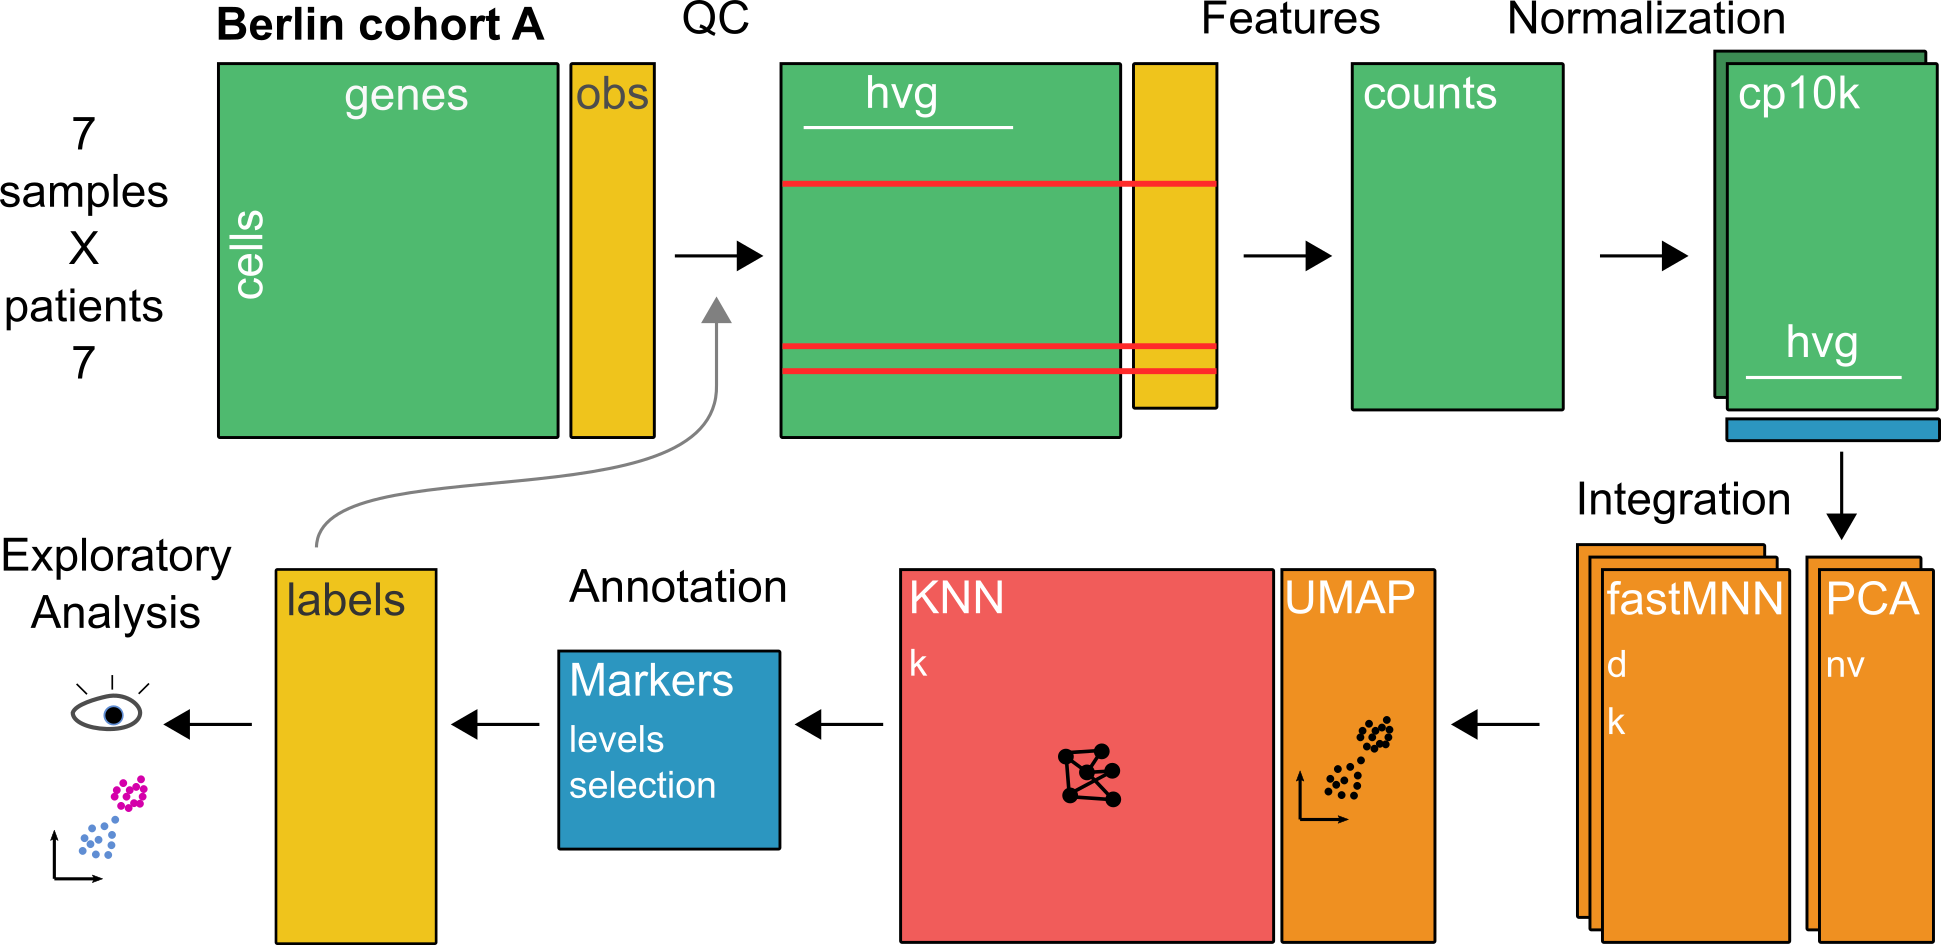 Berlin cohort A
QC
Features
Normalization
7
samples
X
patients
7
genes
cells
obs
hvg
counts
cp10k
hvg
Integration
Exploratory
Analysis
labels
Annotation
Markers
levels
selection
KNN
k
UMAP
fastMNN
d
k
PCA
nv